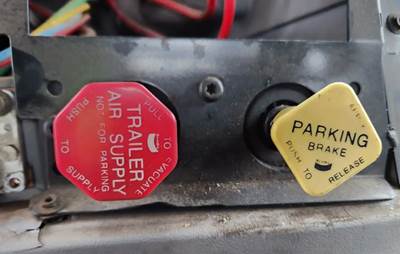 PULL TO EVACUATE
TRAILER
AIR SUPPLY
NOT FOR PARKING
PUSH TO SUPPLY
PARKING
BRAKE
PUSH TO RELEASE